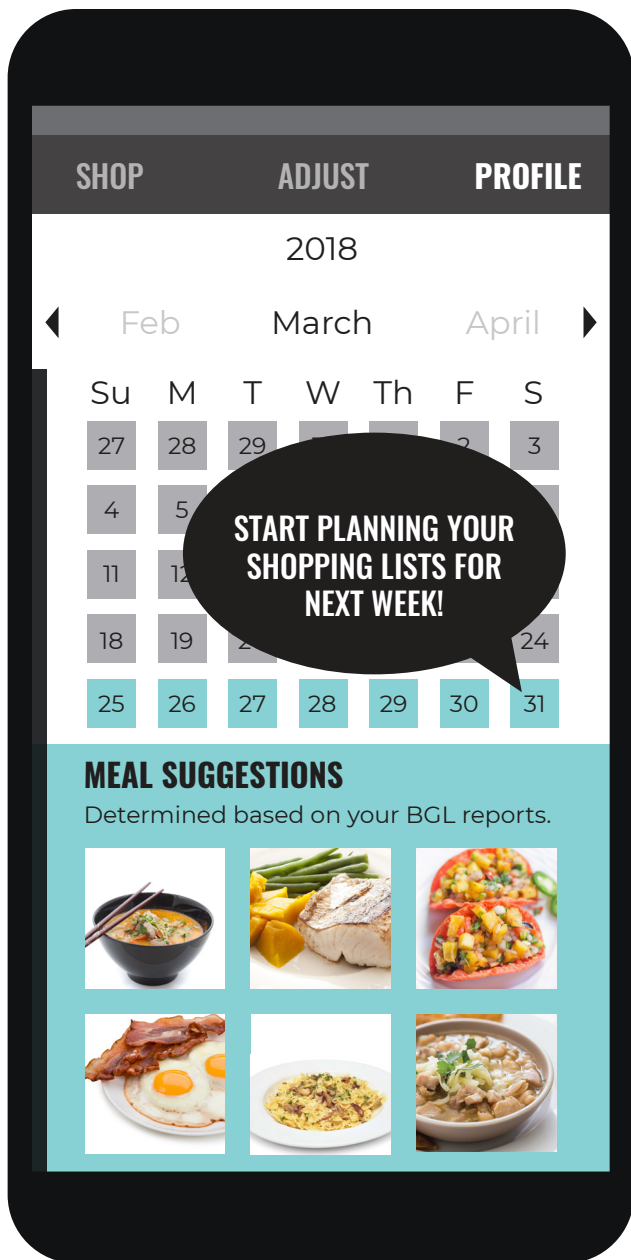 SHOP ADJUST PROFILE
2018
Feb March April
Su M T W Th F S
27 28 29 2 3
4 5
START PLANNING YOUR
SHOPPING LISTS FOR
NEXT WEEK!
11 12
18 19 24
25 26 27 28 29 30 31
MEAL SUGGESTIONS
Determined based on your BGL reports.